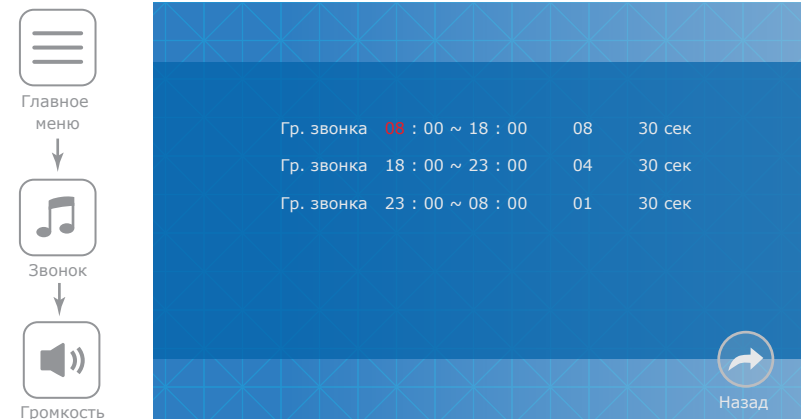 Главное
меню
Звонок
Громкость
Гр. звонка 08 : 00 ~ 18 : 00 08 30 сек
Гр. звонка 18 : 00 ~ 23 : 00 04 30 сек
Гр. звонка 23 : 00 ~ 08 : 00 01 30 сек
Назад